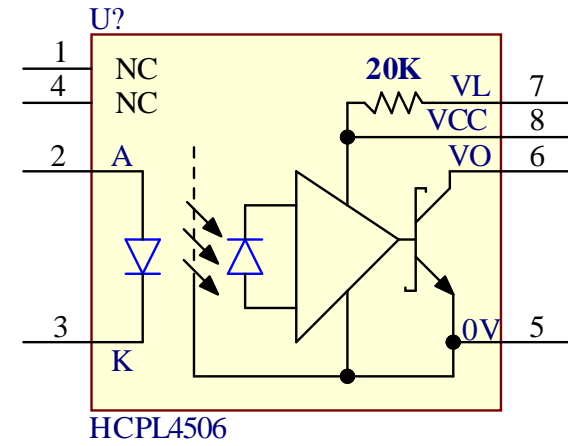 U?
1 NC
4 NC
20K VL 7
VCC 8
2 A VO 6
3 K 0V 5
HCPL4506